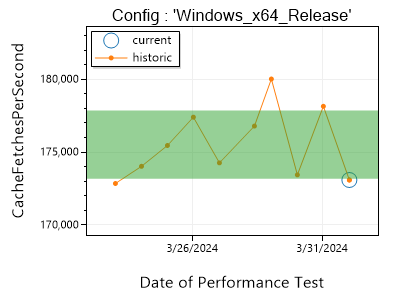 Config : 'Windows_x64_Release'
current
historic
CacheFetchesPerSecond
180,000
175,000
170,000
3/26/2024
3/31/2024
Date of Performance Test